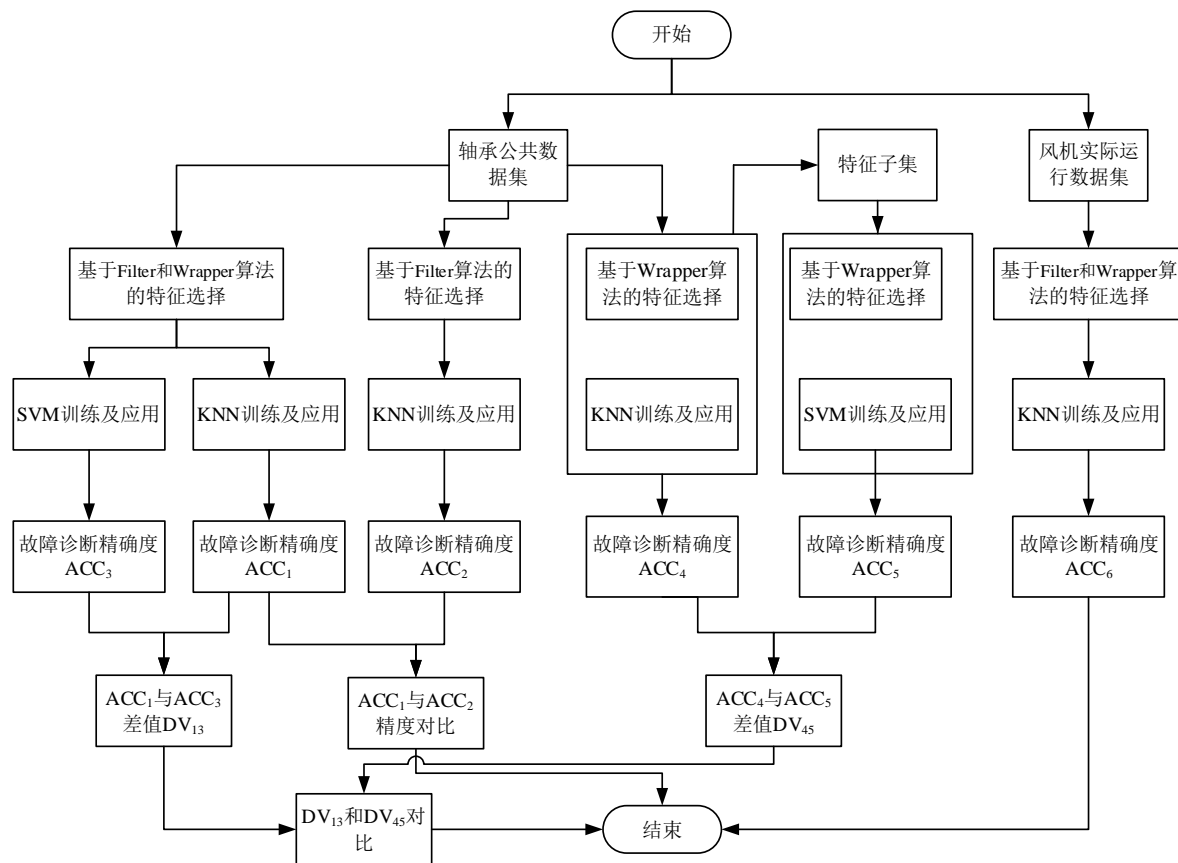 开始
轴承公共数
据集
特征子集
风机实际运
行数据集
基于Filter和Wrapper算法
的特征选择
基于Filter算法的
特征选择
基于Wrapper算
法的特征选择
基于Wrapper算
法的特征选择
基于Filter和Wrapper算
法的特征选择
SVM训练及应用
KNN训练及应用
KNN训练及应用
KNN训练及应用
SVM训练及应用
KNN训练及应用
故障诊断精确度
ACC₃
故障诊断精确度
ACC₁
故障诊断精确度
ACC₂
故障诊断精确度
ACC₄
故障诊断精确度
ACC₅
故障诊断精确度
ACC₆
ACC₁与ACC₃
差值DV₁₃
ACC₁与ACC₂
精度对比
ACC₄与ACC₅
差值DV₄₅
DV₁₃和DV₄₅对
比
结束